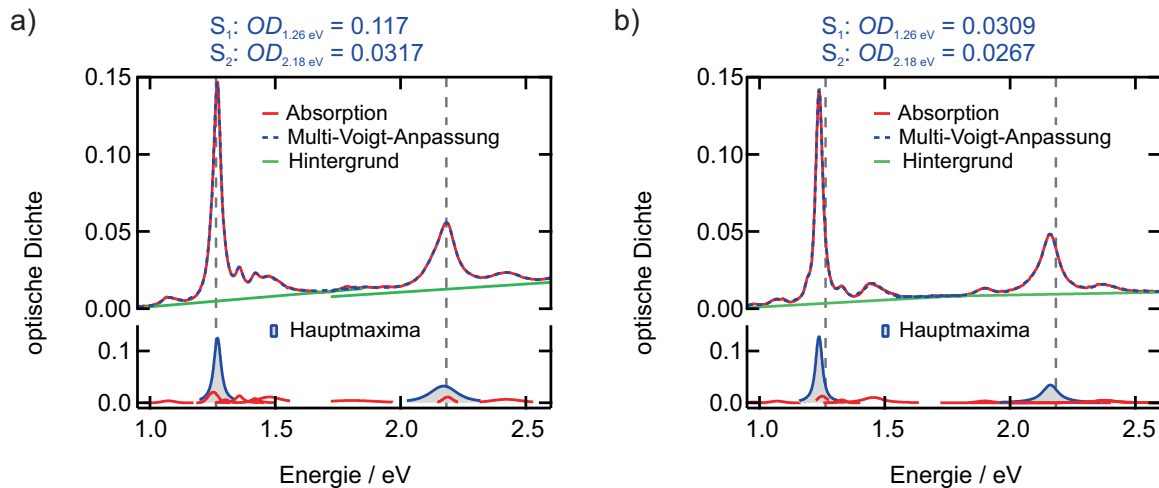 a)
S₁: OD₁.₂₆ ₑV = 0.117
S₂: OD₂.₁₈ ₑV = 0.0317
0.15
0.10
0.05
0.00
0.1
0.0
optische Dichte
Absorption
Multi-Voigt-Anpassung
Hintergrund
Hauptmaxima
1.0
1.5
2.0
2.5
Energie / eV
b)
S₁: OD₁.₂₆ ₑV = 0.0309
S₂: OD₂.₁₈ ₑV = 0.0267
0.15
0.10
0.05
0.00
0.1
0.0
optische Dichte
Absorption
Multi-Voigt-Anpassung
Hintergrund
Hauptmaxima
1.0
1.5
2.0
2.5
Energie / eV